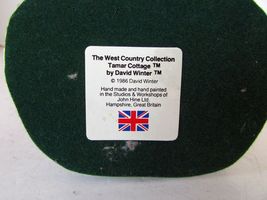 The West Country Collection
Tamar Cottage ™
by David Winter ™
© 1986 David Winter
Hand made and hand painted
in the Studios & Workshops of
John Hine Ltd.
Hampshire, Great Britain